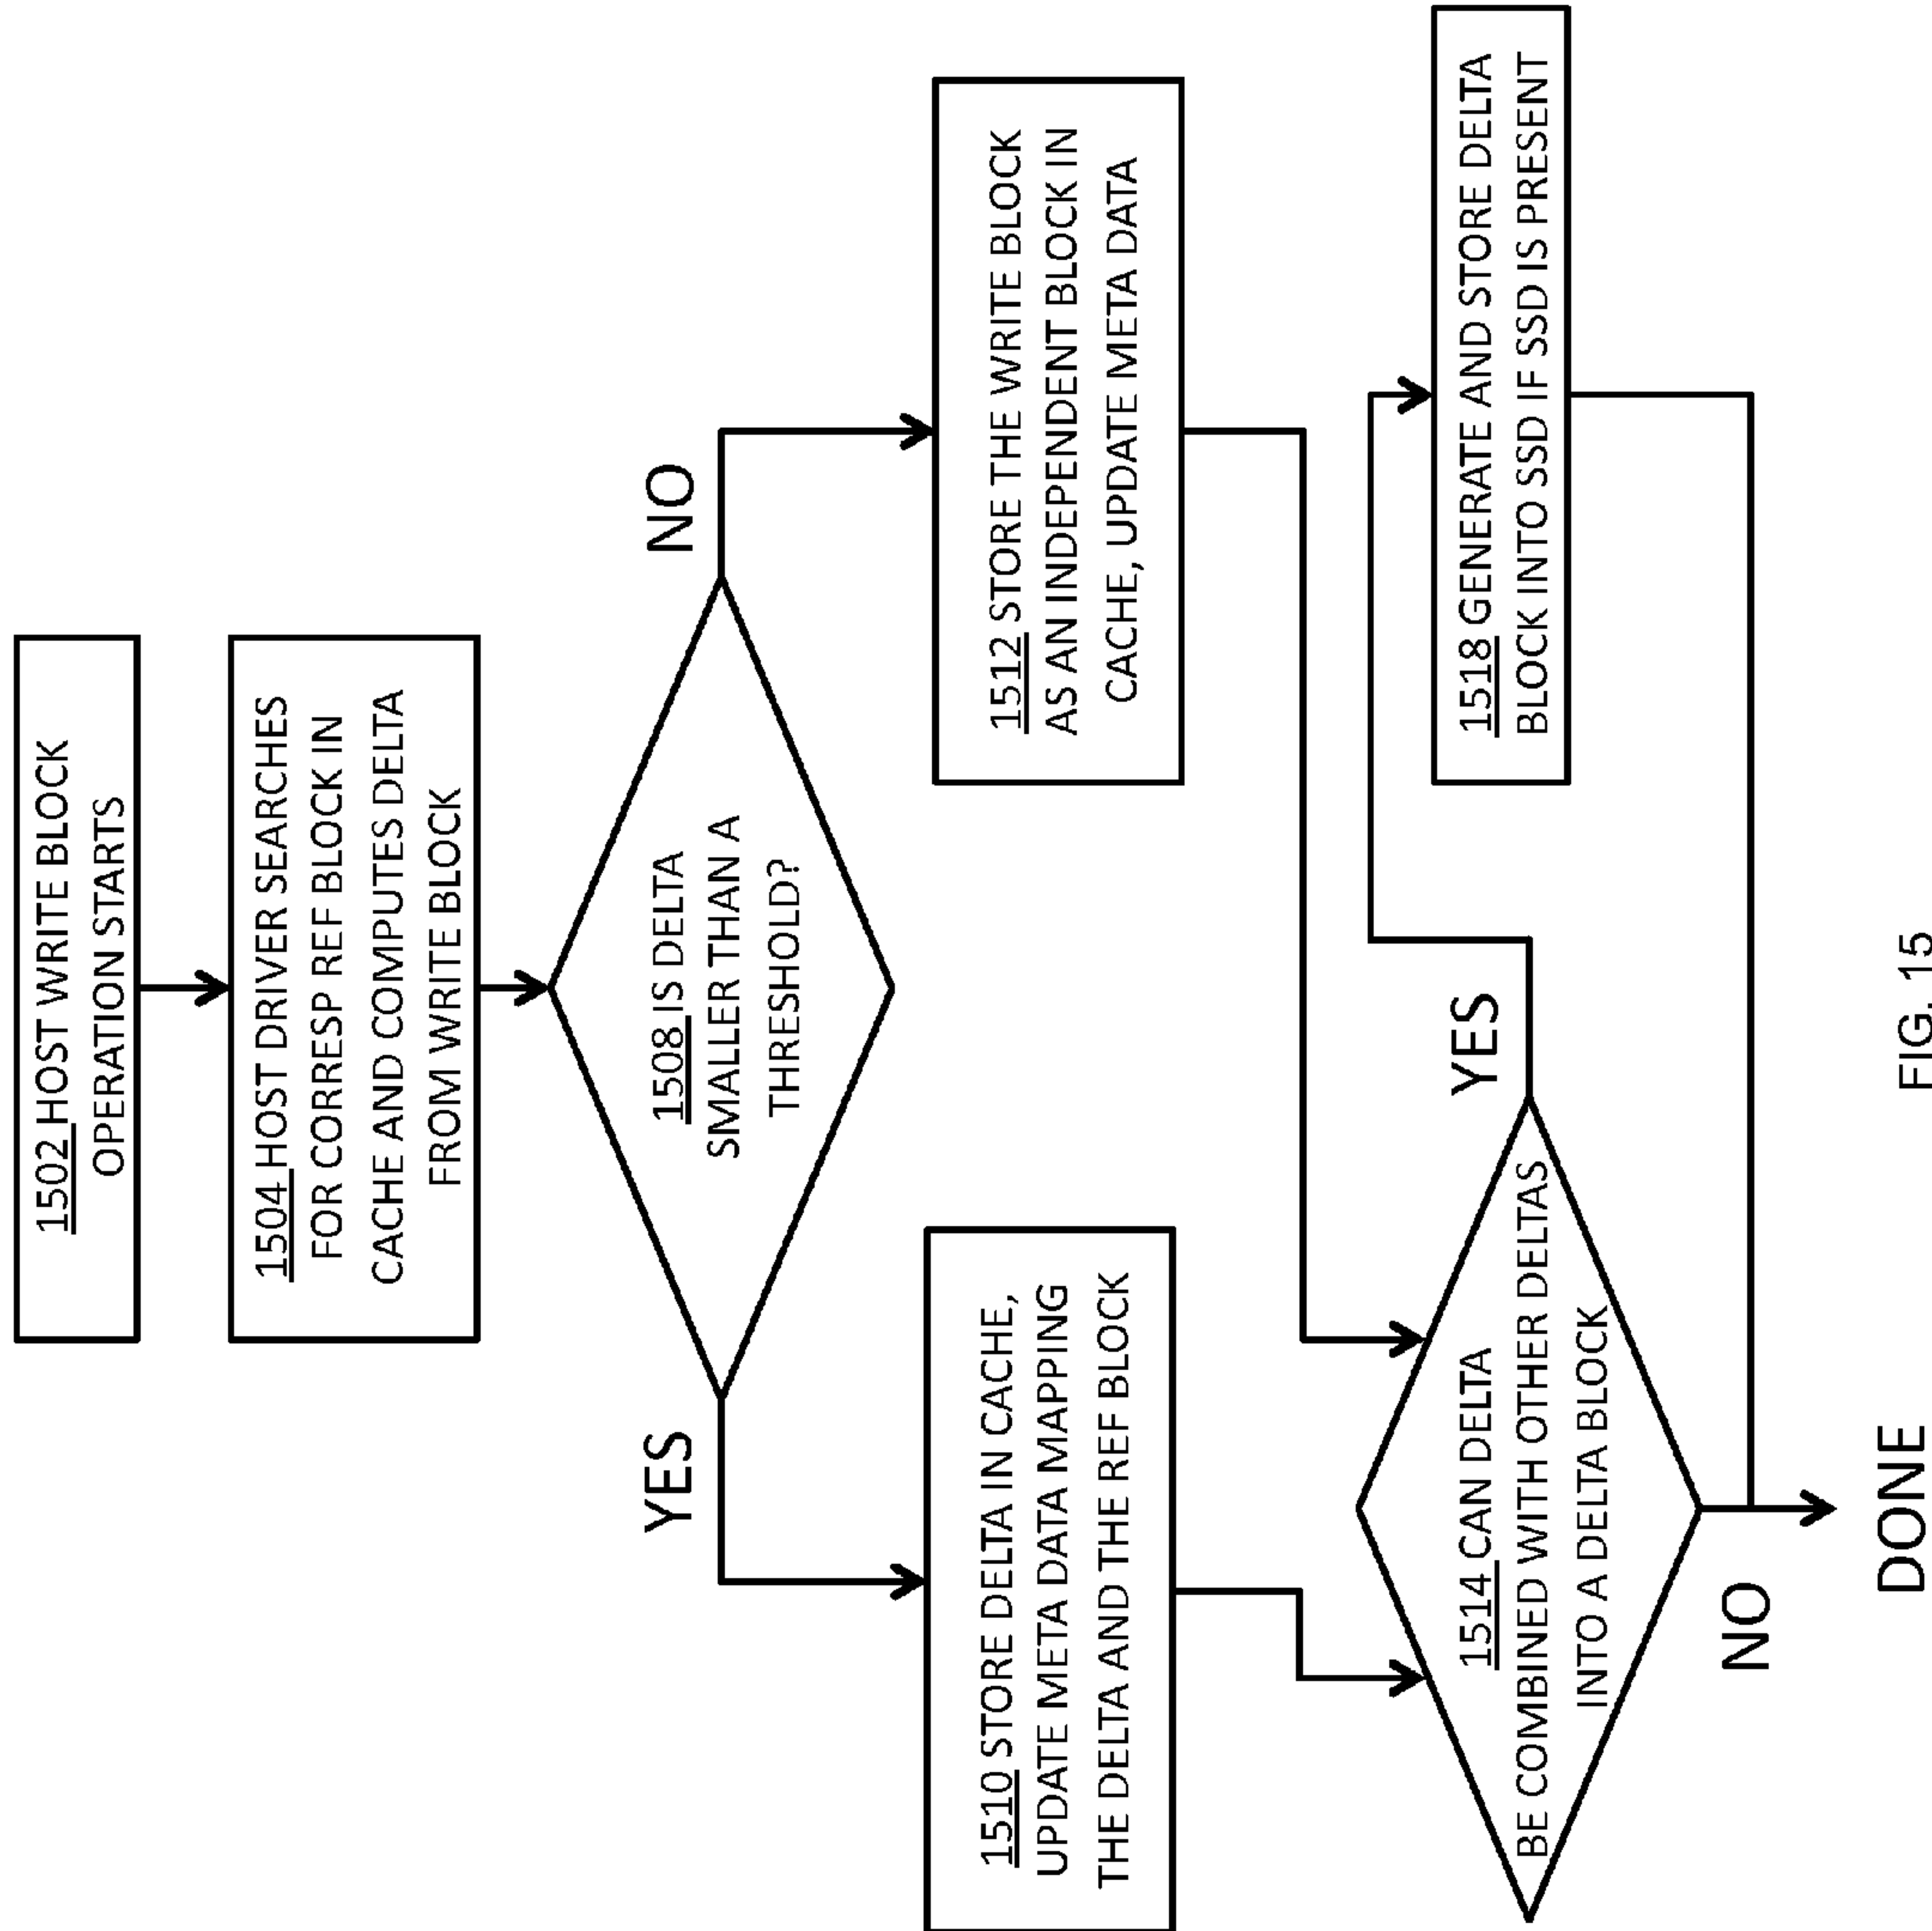 1502 HOST WRITE BLOCK
OPERATION STARTS
1504 HOST DRIVER SEARCHES
FOR CORRESP REF BLOCK IN
CACHE AND COMPUTES DELTA
FROM WRITE BLOCK
1508 IS DELTA
SMALLER THAN A
THRESHOLD?
YES
NO
1510 STORE DELTA IN CACHE,
UPDATE META DATA MAPPING
THE DELTA AND THE REF BLOCK
1512 STORE THE WRITE BLOCK
AS AN INDEPENDENT BLOCK IN
CACHE, UPDATE META DATA
1514 CAN DELTA
BE COMBINED WITH OTHER DELTAS
INTO A DELTA BLOCK
YES
1518 GENERATE AND STORE DELTA
BLOCK INTO SSD IF SSD IS PRESENT
NO
DONE
FIG. 15